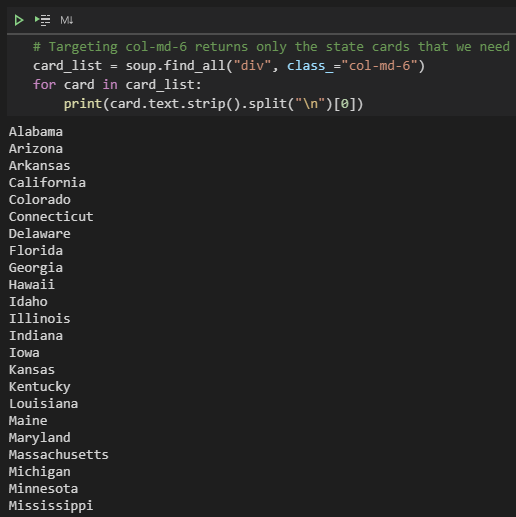 M↓
# Targeting col-md-6 returns only the state cards that we need
card_list = soup.find_all("div", class_="col-md-6")
for card in card_list:
    print(card.text.strip().split("\n")[0])
Alabama
Arizona
Arkansas
California
Colorado
Connecticut
Delaware
Florida
Georgia
Hawaii
Idaho
Illinois
Indiana
Iowa
Kansas
Kentucky
Louisiana
Maine
Maryland
Massachusetts
Michigan
Minnesota
Mississippi